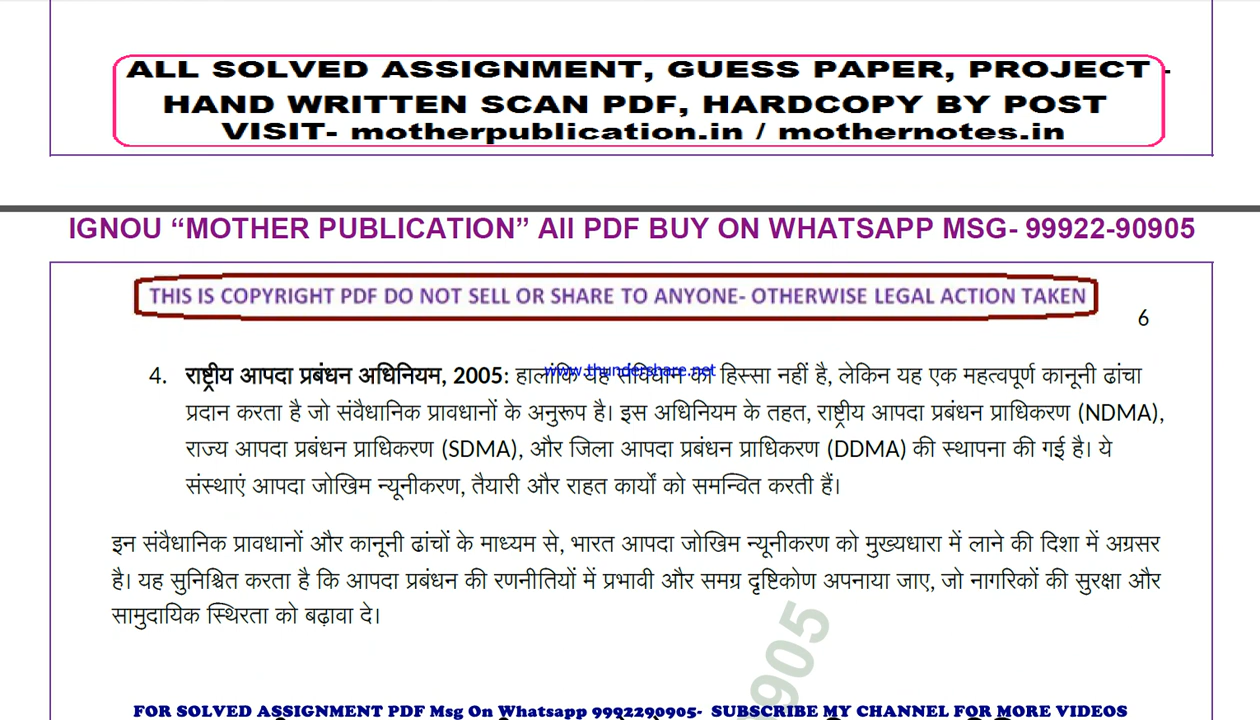 ALL SOLVED ASSIGNMENT, GUESS PAPER, PROJECT -
HAND WRITTEN SCAN PDF, HARDCOPY BY POST
VISIT- motherpublication.in / mothernotes.in
IGNOU “MOTHER PUBLICATION” All PDF BUY ON WHATSAPP MSG- 99922-90905
THIS IS COPYRIGHT PDF DO NOT SELL OR SHARE TO ANYONE- OTHERWISE LEGAL ACTION TAKEN
6
www.thundershare.net
4. राष्ट्रीय आपदा प्रबंधन अधिनियम, 2005: हालांकि यह संविधान का हिस्सा नहीं है, लेकिन यह एक महत्वपूर्ण कानूनी ढांचा
प्रदान करता है जो संवैधानिक प्रावधानों के अनुरूप है। इस अधिनियम के तहत, राष्ट्रीय आपदा प्रबंधन प्राधिकरण (NDMA),
राज्य आपदा प्रबंधन प्राधिकरण (SDMA), और जिला आपदा प्रबंधन प्राधिकरण (DDMA) की स्थापना की गई है। ये
संस्थाएं आपदा जोखिम न्यूनीकरण, तैयारी और राहत कार्यों को समन्वित करती हैं।
इन संवैधानिक प्रावधानों और कानूनी ढांचों के माध्यम से, भारत आपदा जोखिम न्यूनीकरण को मुख्यधारा में लाने की दिशा में अग्रसर
है। यह सुनिश्चित करता है कि आपदा प्रबंधन की रणनीतियों में प्रभावी और समग्र दृष्टिकोण अपनाया जाए, जो नागरिकों की सुरक्षा और
सामुदायिक स्थिरता को बढ़ावा दे।
0905
FOR SOLVED ASSIGNMENT PDF Msg On Whatsapp 9992290905- SUBSCRIBE MY CHANNEL FOR MORE VIDEOS